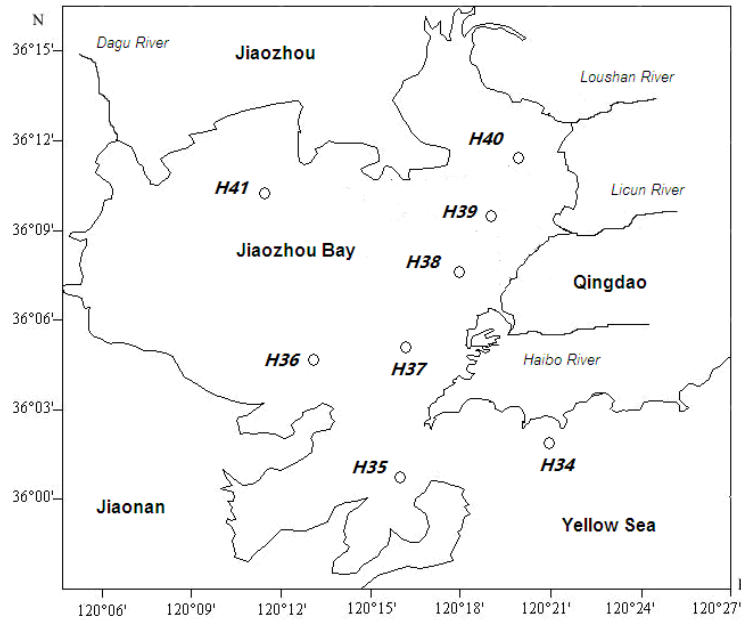 N
Dagu River
36°15'
Jiaozhou
Loushan River
36°12'
H40
H41
Licun River
H39
36°09'
Jiaozhou Bay
H38
Qingdao
36°06'
H36
H37
Haibo River
36°03'
H35
H34
36°00'
Jiaonan
Yellow Sea
120°06' 120°09' 120°12' 120°15' 120°18' 120°21' 120°24' 120°27'